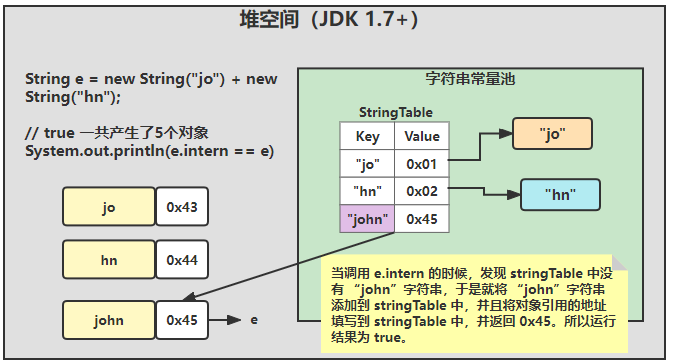 堆空间（JDK 1.7+）
String e = new String("jo") + new
String("hn");
// true 一共产生了5个对象
System.out.println(e.intern == e)
jo 0x43
hn 0x44
john 0x45 e
字符串常量池
StringTable
Key Value
"jo" 0x01
"hn" 0x02
"john" 0x45
"jo"
"hn"
当调用 e.intern 的时候，发现 stringTable 中没
有 “john”字符串，于是就将 “john”字符串
添加到 stringTable 中，并且将对象引用的地址
填写到 stringTable 中，并返回 0x45。所以运行
结果为 true。